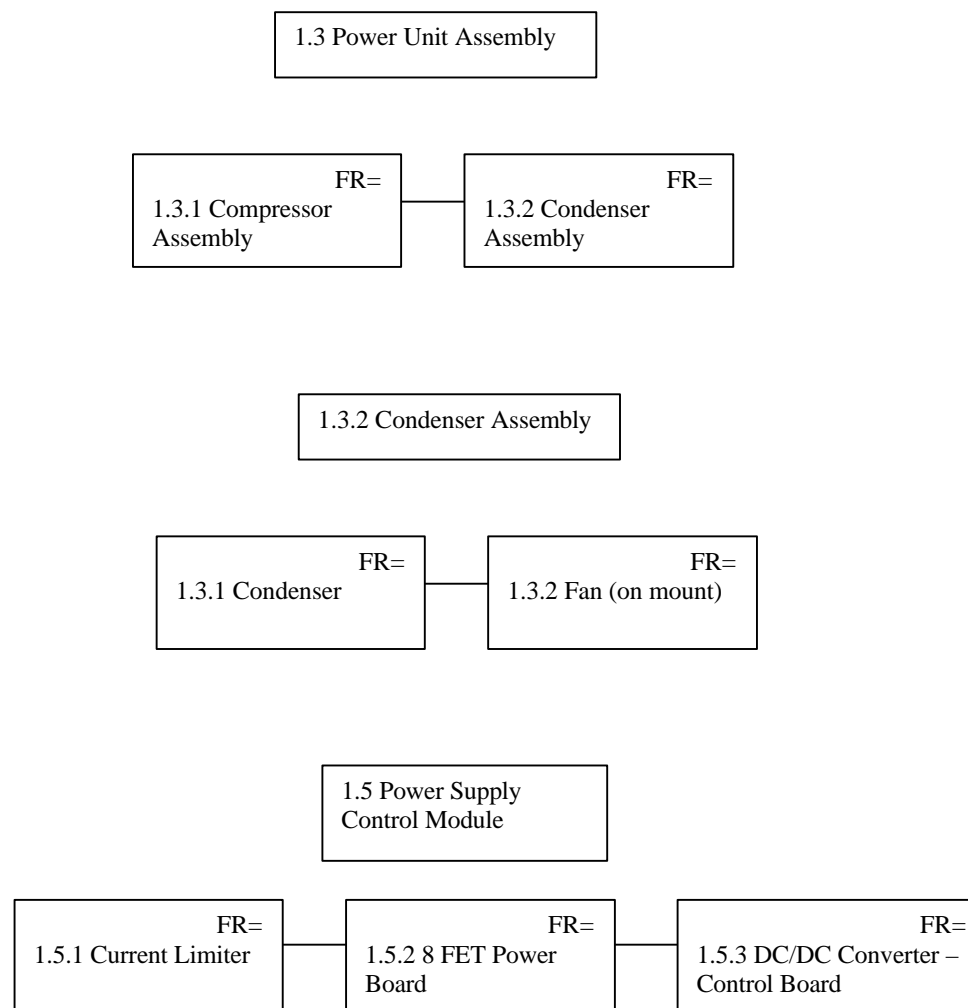 1.3 Power Unit Assembly
FR=
1.3.1 Compressor
Assembly
FR=
1.3.2 Condenser
Assembly
1.3.2 Condenser Assembly
FR=
1.3.1 Condenser
FR=
1.3.2 Fan (on mount)
1.5 Power Supply
Control Module
FR=
1.5.1 Current Limiter
FR=
1.5.2 8 FET Power
Board
FR=
1.5.3 DC/DC Converter –
Control Board